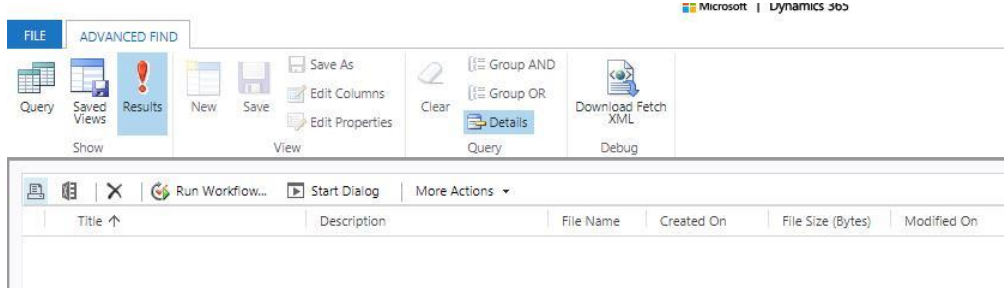 Microsoft | Dynamics 365
FILE ADVANCED FIND
Query
Saved Views
Results
New
Save
Save As
Edit Columns
Edit Properties
Clear
Group AND
Group OR
Details
Download Fetch XML
Show View Query Debug
Run Workflow... Start Dialog More Actions
Title Description File Name Created On File Size (Bytes) Modified On